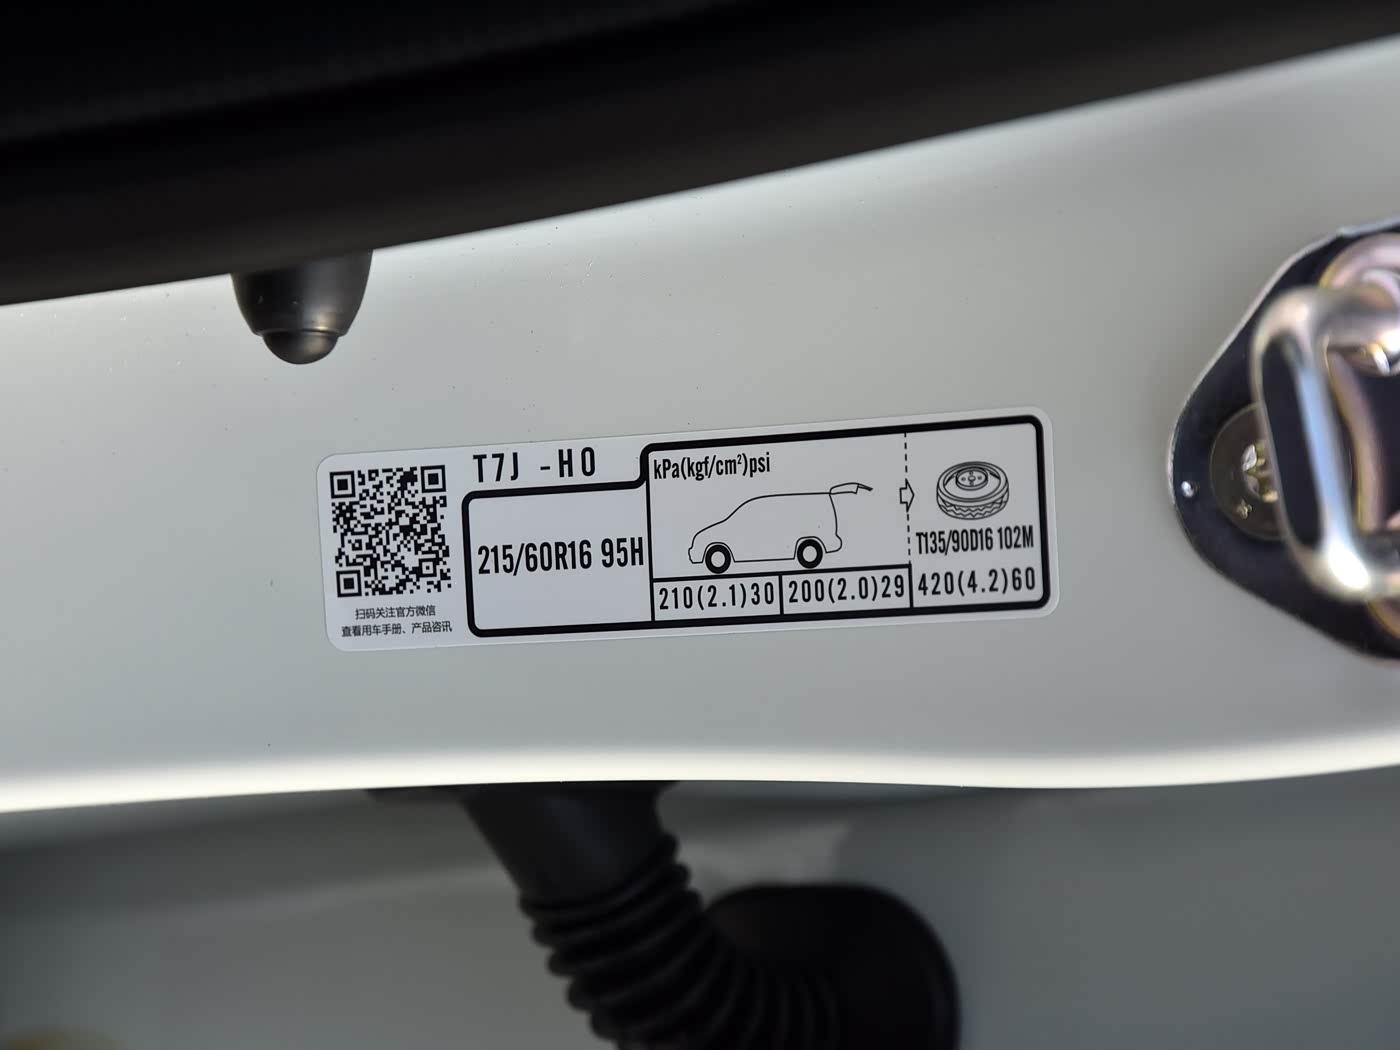 T7J -H0
kPa(kgf/cm²)psi
215/60R16 95H
T135/90D16 102M
210(2.1)30
200(2.0)29
420(4.2)60
扫码关注官方微信
查看用车手册、产品咨讯